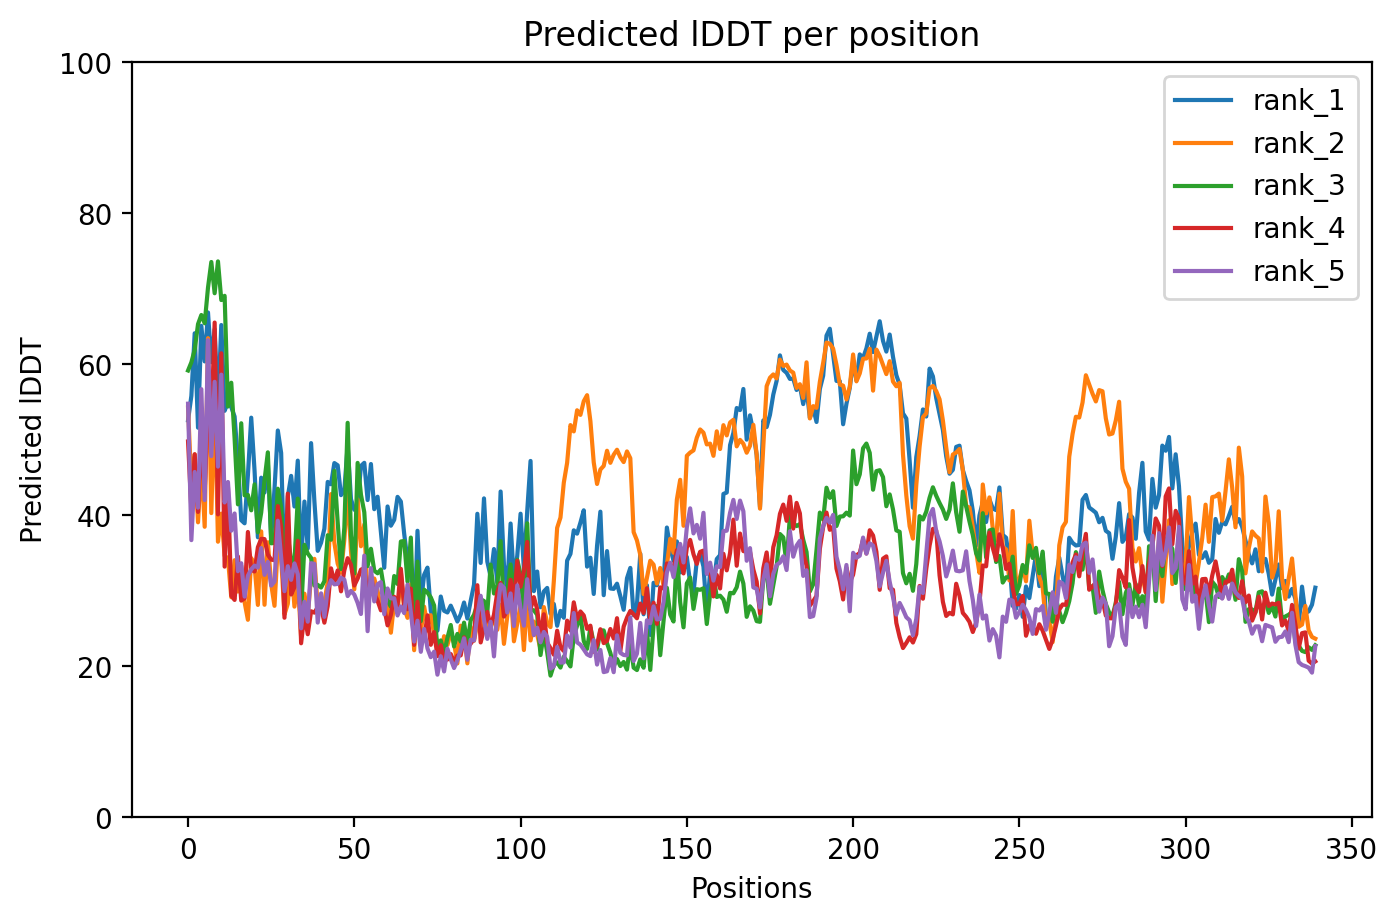 Predicted lDDT per position
100
80
60
40
20
0
Predicted lDDT
0 50 100 150 200 250 300 350
Positions
rank_1
rank_2
rank_3
rank_4
rank_5